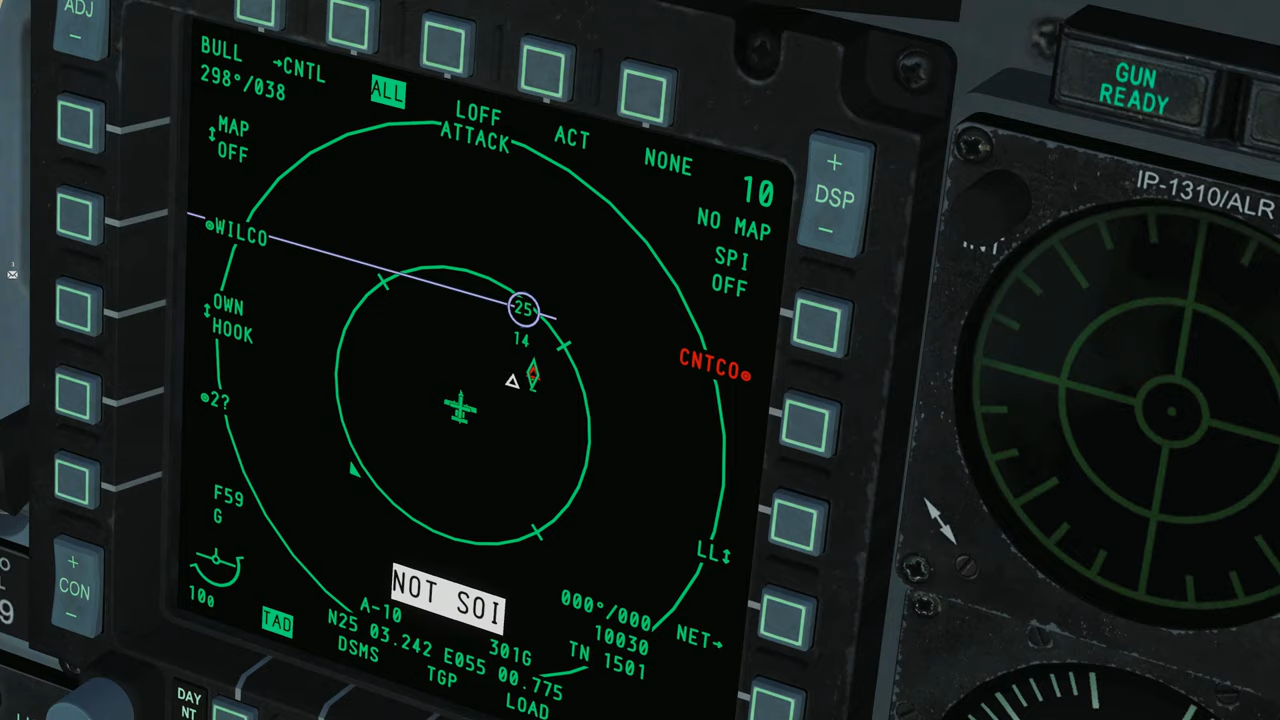 ADJ
BULL →CNTL
298°/038
ALL
LOFF
ATTACK
ACT
NONE
10
MAP
OFF
NO MAP
SPI
OFF
WILCO
25
14
2
OWN
HOOK
CNTCO
2?
F59
G
LL↕
10
NOT SOI
000°/000
A-10
10030
NET→
N25 03.242 E055 00.775
301G
TN 1501
TAD
DSMS
TGP
LOAD
+
DSP
-
+
CON
-
DAY
NT
GUN
READY
IP-1310/ALR